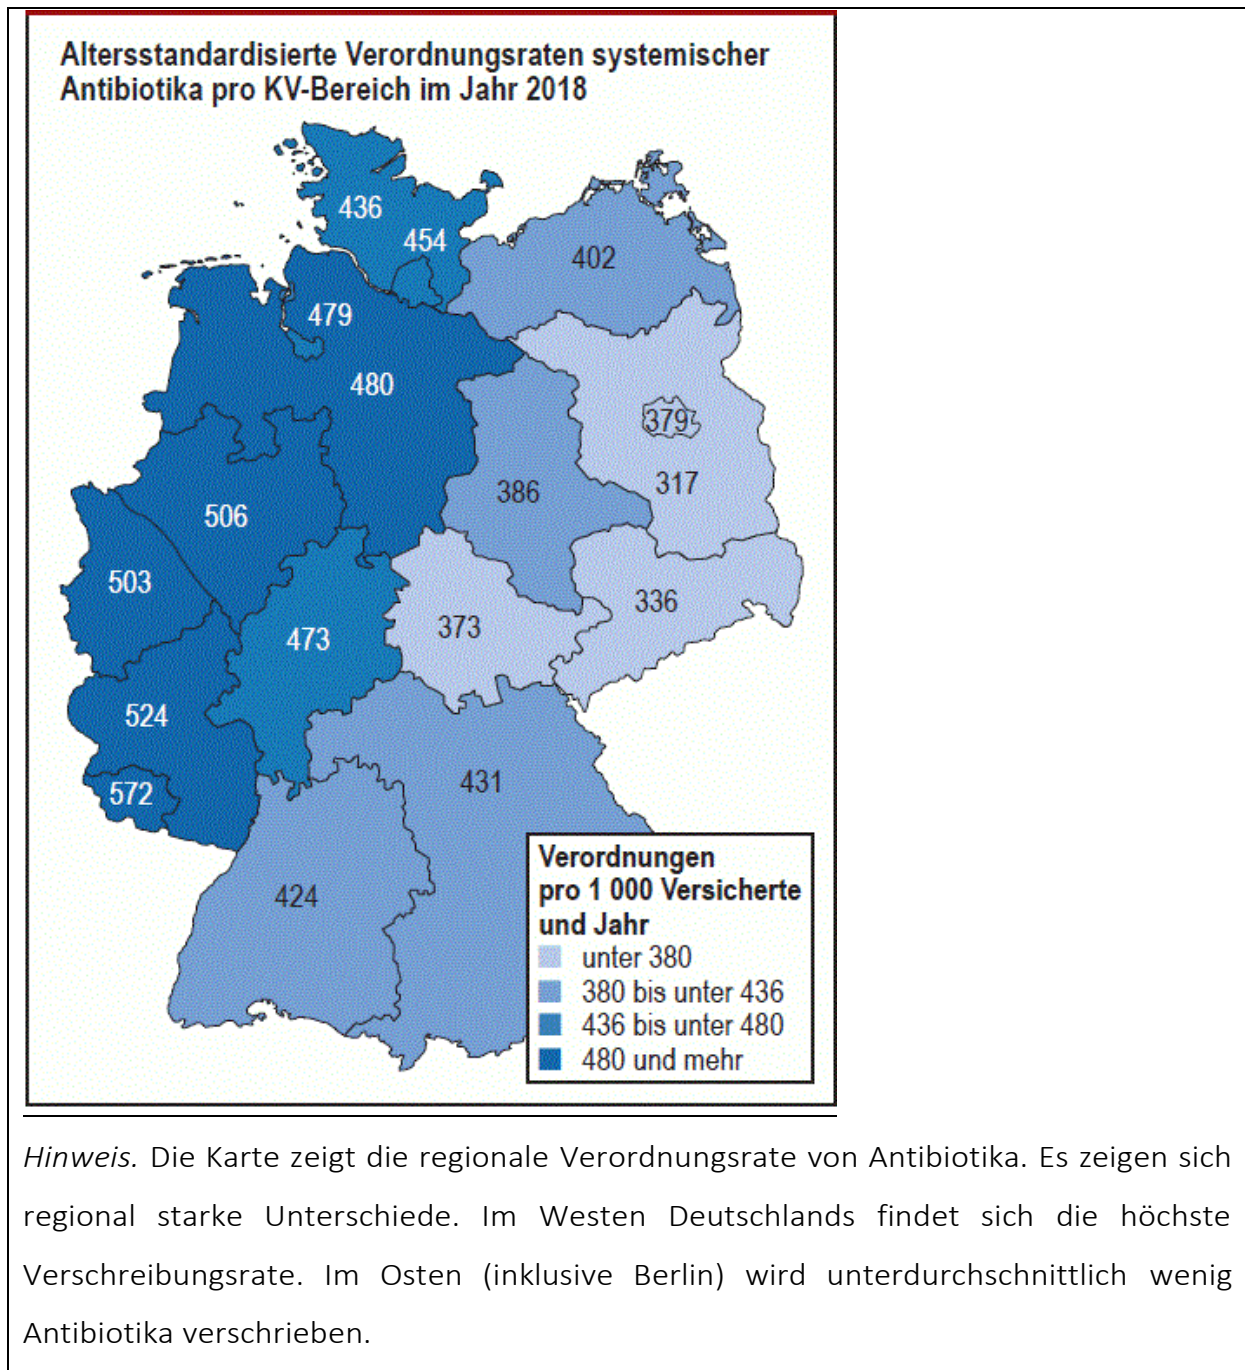 Altersstandardisierte Verordnungsraten systemischer
Antibiotika pro KV-Bereich im Jahr 2018
436
454
402
479
480
379
317
386
506
503
336
373
473
524
431
572
424
Verordnungen
pro 1 000 Versicherte
und Jahr
unter 380
380 bis unter 436
436 bis unter 480
480 und mehr
Hinweis. Die Karte zeigt die regionale Verordnungsrate von Antibiotika. Es zeigen sich
regional starke Unterschiede. Im Westen Deutschlands findet sich die höchste
Verschreibungsrate. Im Osten (inklusive Berlin) wird unterdurchschnittlich wenig
Antibiotika verschrieben.